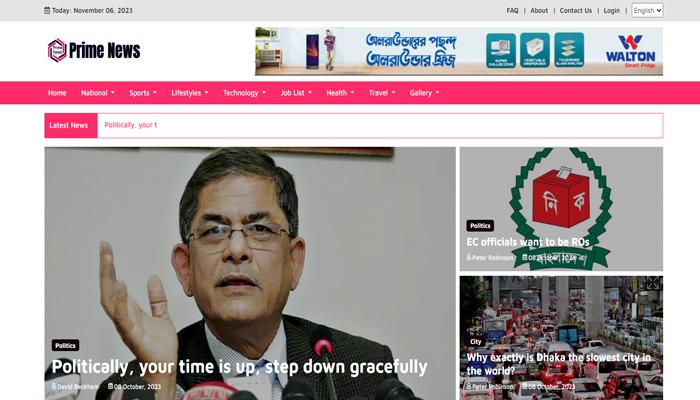 Today: November 06, 2023
FAQ | About | Contact Us | Login | English
Prime News
অলরাউন্ডারের পছন্দ
অলরাউন্ডার ফ্রিজ
WALTON
Smart Fridge
Home National Sports Lifestyles Technology Job List Health Travel Gallery
Latest News Politically, your t
Politics
Politically, your time is up, step down gracefully
David Beckham 08 October, 2023
নি ক
Politics
EC officials want to be ROs
Peter Robinson 08 October, 2023
City
Why exactly is Dhaka the slowest city in
the world?
Peter Robinson 08 October, 2023